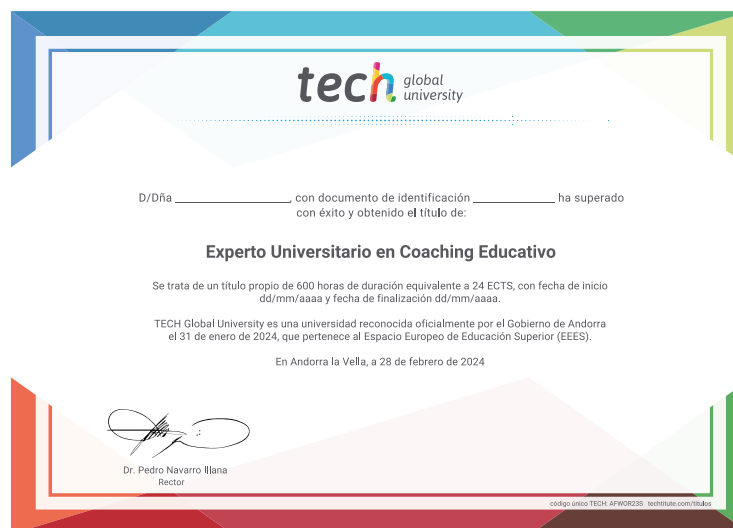 tech global university
D/Dña ____________________, con documento de identificación ______________ ha superado
con éxito y obtenido el título de:
Experto Universitario en Coaching Educativo
Se trata de un título propio de 600 horas de duración equivalente a 24 ECTS, con fecha de inicio
dd/mm/aaaa y fecha de finalización dd/mm/aaaa.
TECH Global University es una universidad reconocida oficialmente por el Gobierno de Andorra
el 31 de enero de 2024, que pertenece al Espacio Europeo de Educación Superior (EEES).
En Andorra la Vella, a 28 de febrero de 2024
Dr. Pedro Navarro Illana
Rector
código único TECH: AFWOR23S techtitute.com/titulos